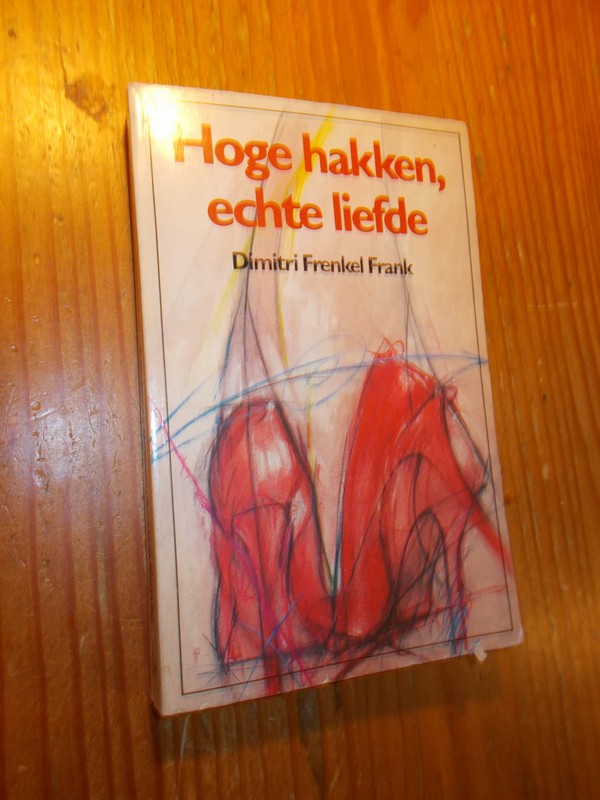 Hoge hakken,
echte liefde
Dimitri Frenkel Frank